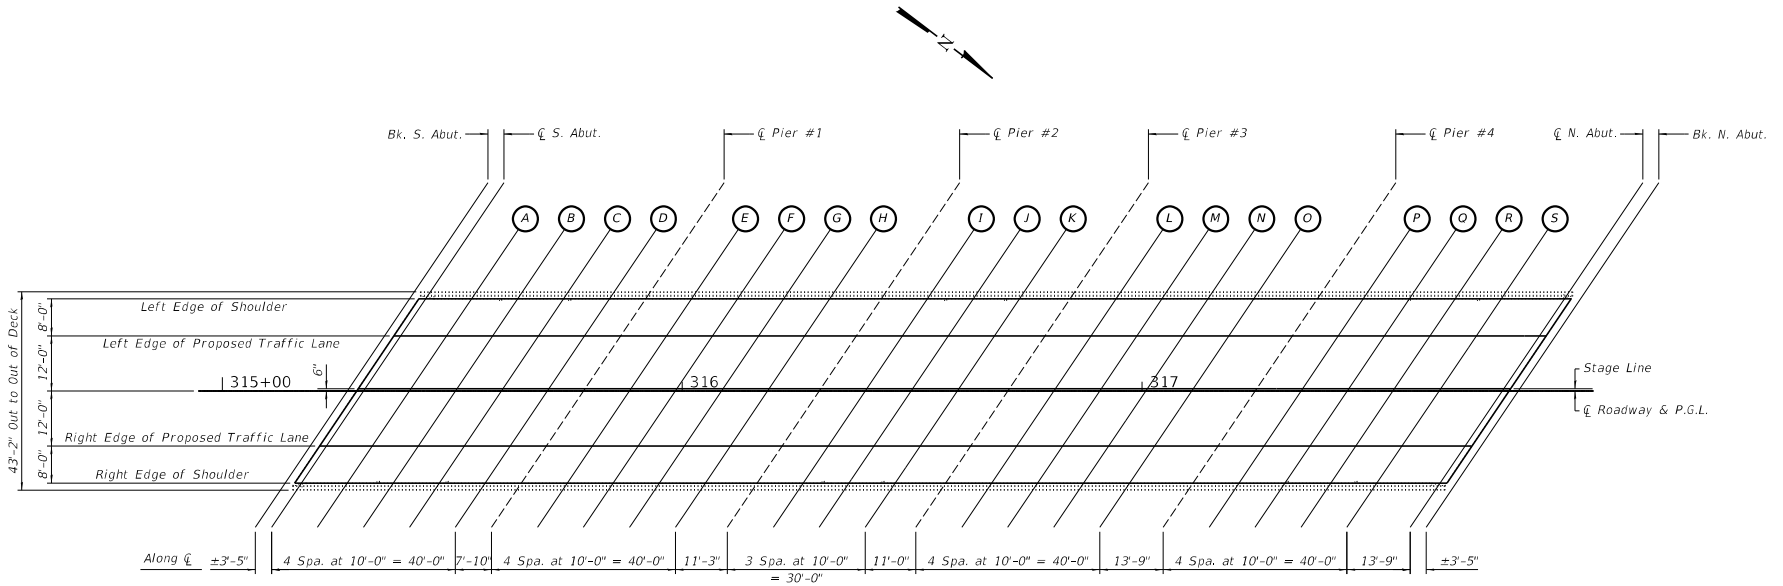 N
Bk. S. Abut.
℄ S. Abut.
℄ Pier #1
℄ Pier #2
℄ Pier #3
℄ Pier #4
℄ N. Abut.
Bk. N. Abut.
A
B
C
D
E
F
G
H
I
J
K
L
M
N
O
P
Q
R
S
43'-2" Out to Out of Deck
8'-0"
12'-0"
12'-0"
8'-0"
Left Edge of Shoulder
Left Edge of Proposed Traffic Lane
6"
315+00
316
317
Stage Line
℄ Roadway & P.G.L.
Right Edge of Proposed Traffic Lane
Right Edge of Shoulder
Along ℄
±3'-5"
4 Spa. at 10'-0" = 40'-0"
7'-10"
4 Spa. at 10'-0" = 40'-0"
11'-3"
3 Spa. at 10'-0"
= 30'-0"
11'-0"
4 Spa. at 10'-0" = 40'-0"
13'-9"
4 Spa. at 10'-0" = 40'-0"
13'-9"
±3'-5"